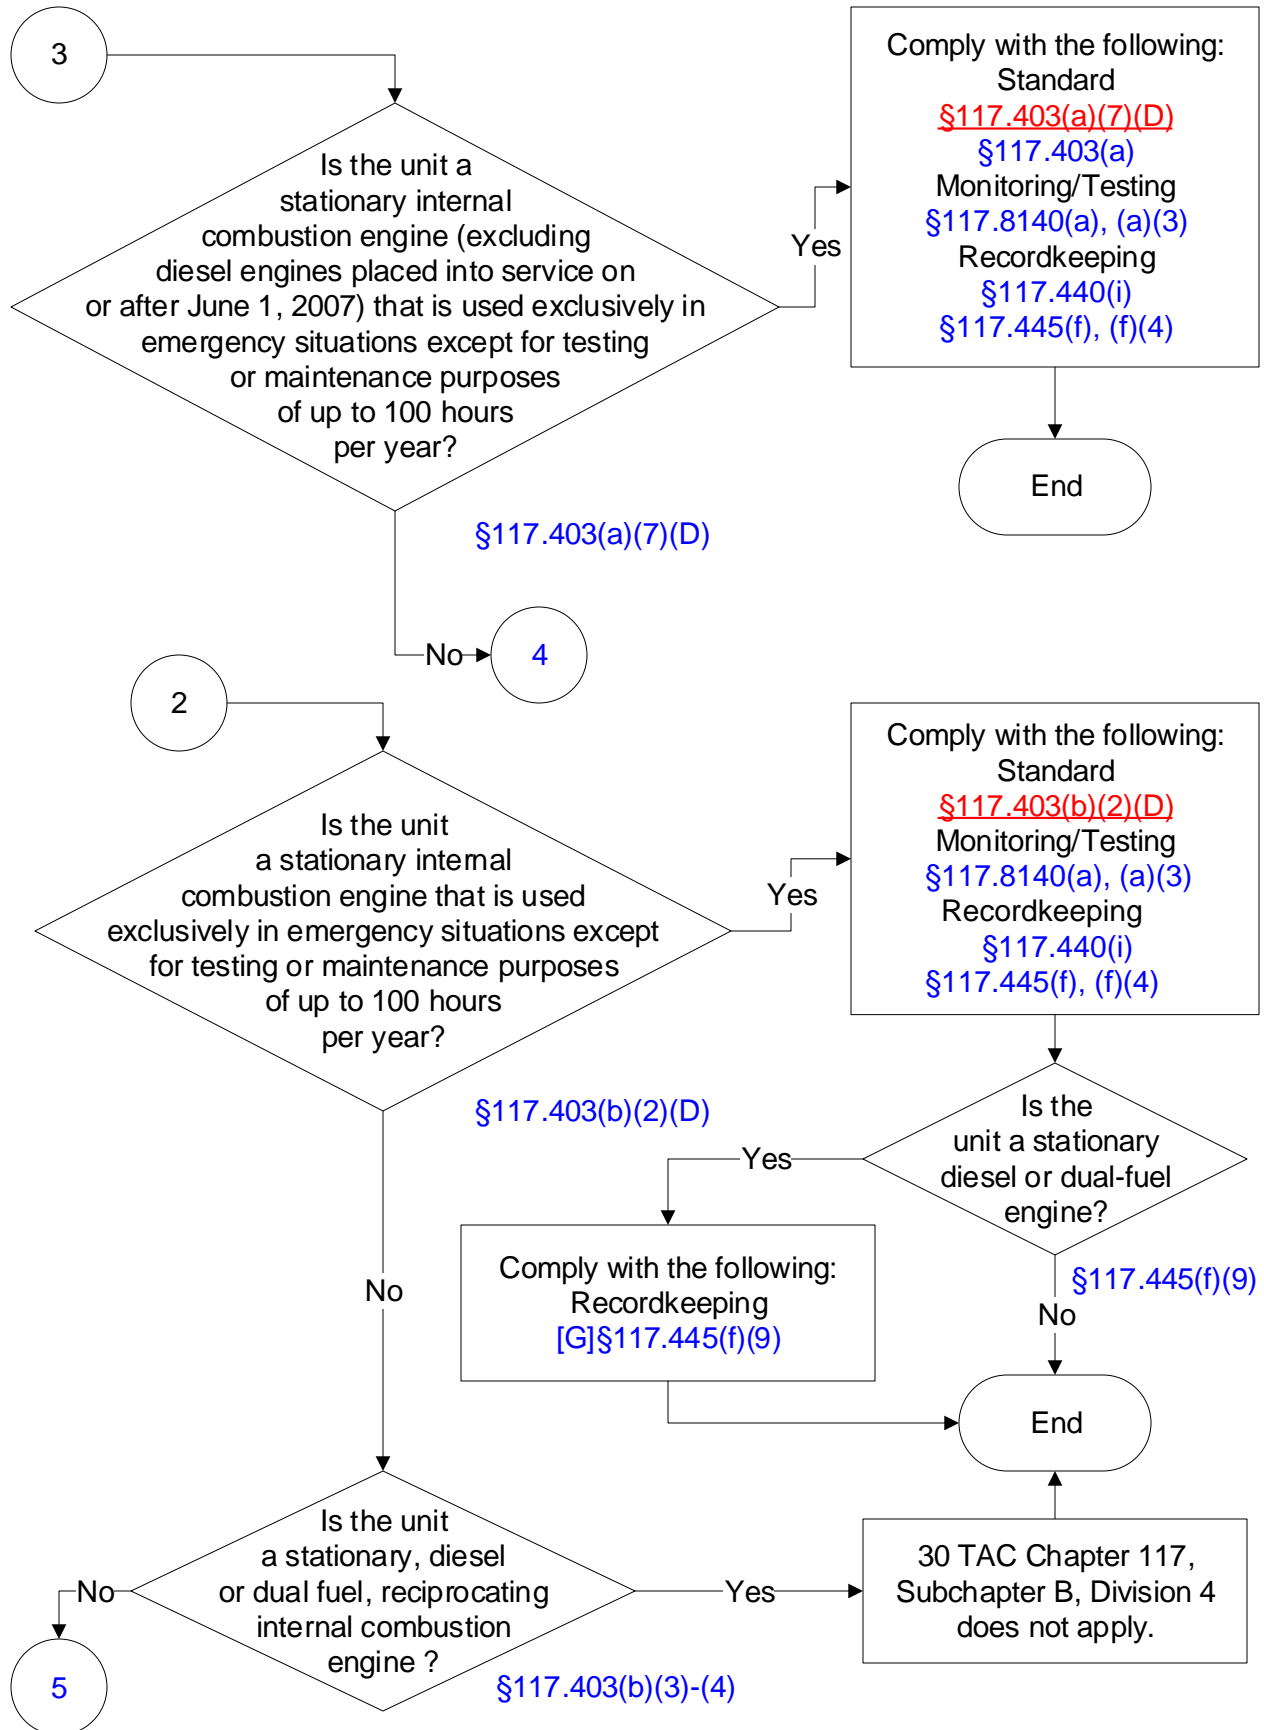 3
Is the unit a
stationary internal
combustion engine (excluding
diesel engines placed into service on
or after June 1, 2007) that is used exclusively in
emergency situations except for testing
or maintenance purposes
of up to 100 hours
per year?
§117.403(a)(7)(D)
Yes
Comply with the following:
Standard
§117.403(a)(7)(D)
§117.403(a)
Monitoring/Testing
§117.8140(a), (a)(3)
Recordkeeping
§117.440(i)
§117.445(f), (f)(4)
End
No
4
2
Is the unit
a stationary internal
combustion engine that is used
exclusively in emergency situations except
for testing or maintenance purposes
of up to 100 hours
per year?
§117.403(b)(2)(D)
Yes
Comply with the following:
Standard
§117.403(b)(2)(D)
Monitoring/Testing
§117.8140(a), (a)(3)
Recordkeeping
§117.440(i)
§117.445(f), (f)(4)
Is the
unit a stationary
diesel or dual-fuel
engine?
§117.445(f)(9)
Yes
Comply with the following:
Recordkeeping
[G]§117.445(f)(9)
No
End
No
Is the unit
a stationary, diesel
or dual fuel, reciprocating
internal combustion
engine ?
§117.403(b)(3)-(4)
Yes
30 TAC Chapter 117,
Subchapter B, Division 4
does not apply.
No
5